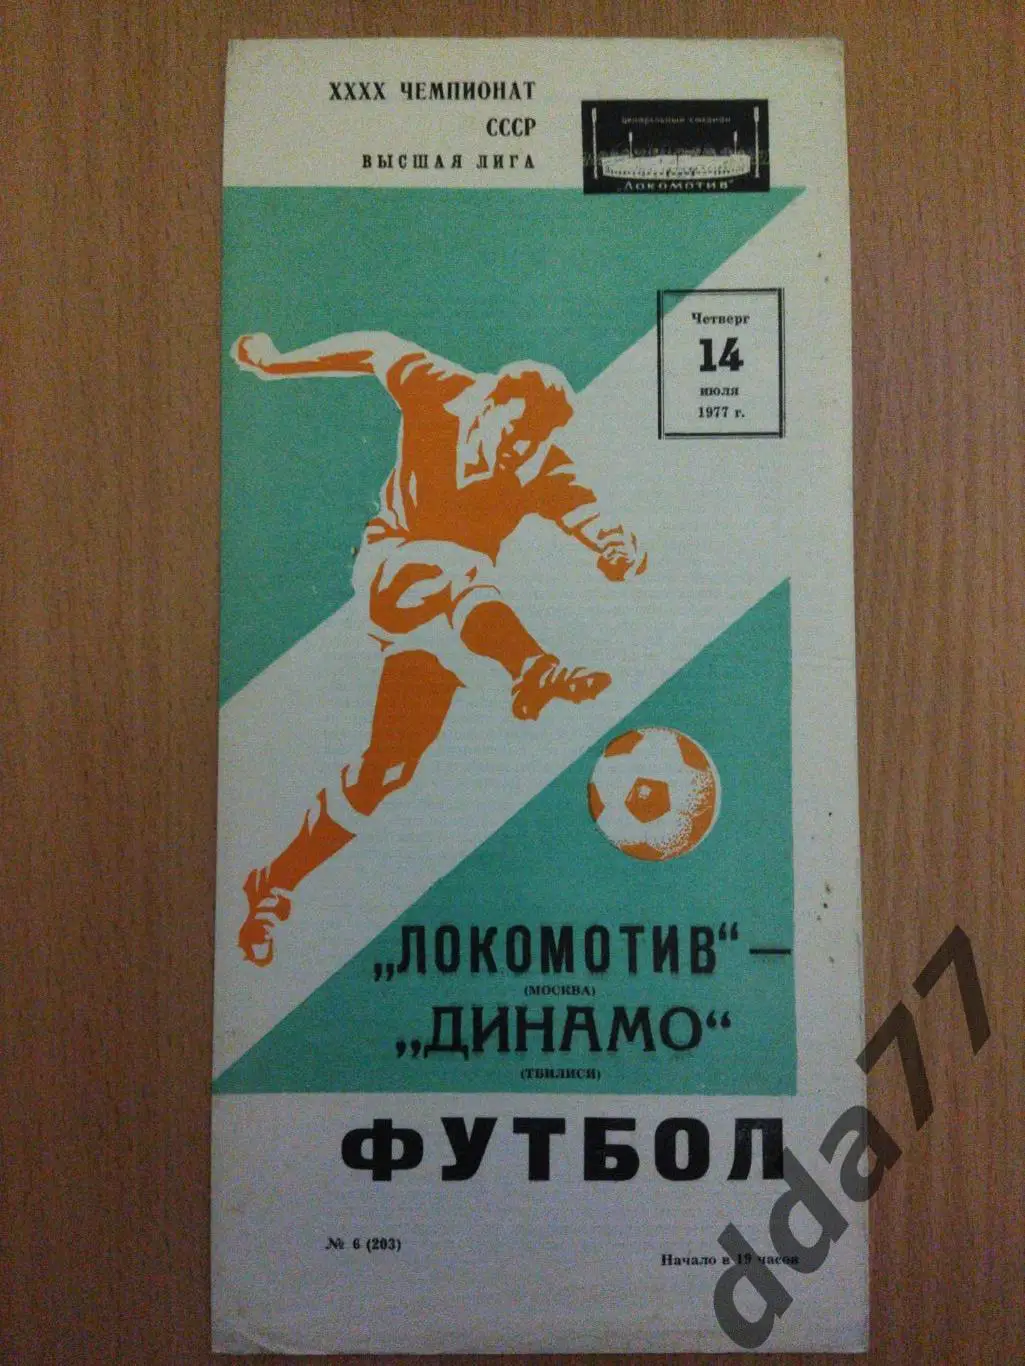 XXXX ЧЕМПИОНАТ
СССР
ВЫСШАЯ ЛИГА
ЦЕНТРАЛЬНЫЙ СТАДИОН
„ЛОКОМОТИВ“
Четверг
14
июля
1977 г.
„ЛОКОМОТИВ“ —
(МОСКВА)
„ДИНАМО“
(ТБИЛИСИ)
ФУТБОЛ
№ 6 (203)
Начало в 19 часов
dda77